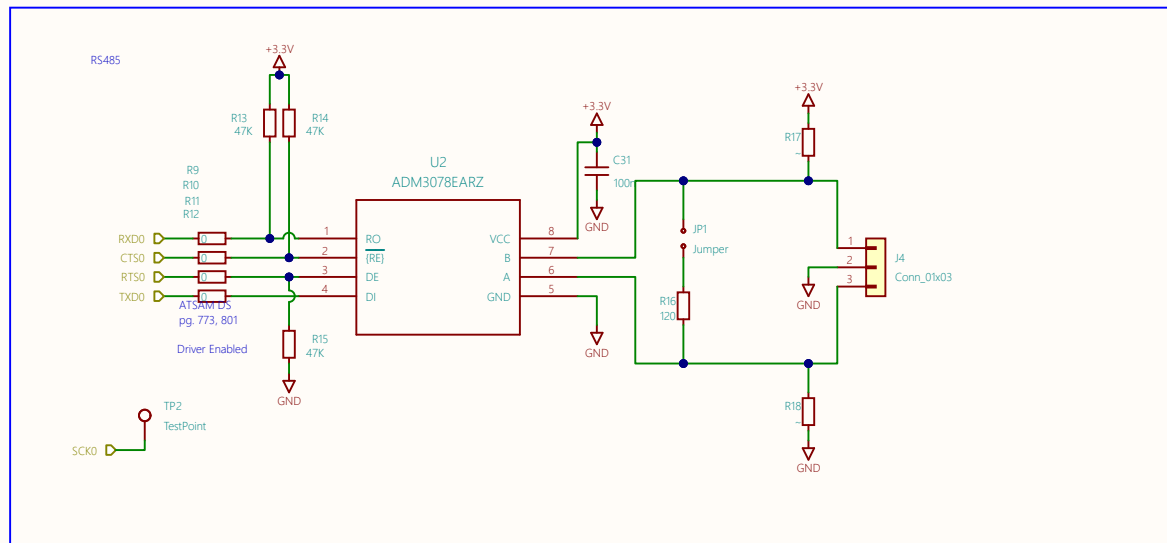 RS485
+3.3V
R13
47K
R14
47K
R9
R10
R11
R12
RXD0
0
CTS0
0
RTS0
0
TXD0
0
ATSAM DS
pg. 773, 801
Driver Enabled
U2
ADM3078EARZ
1
RO
2
(RE)
3
DE
4
DI
VCC
8
B
7
A
6
GND
5
R15
47K
GND
TP2
TestPoint
SCK0
+3.3V
C31
100n
GND
GND
JP1
Jumper
R16
120
+3.3V
R17
~
1
2
3
J4
Conn_01x03
GND
R18
~
GND